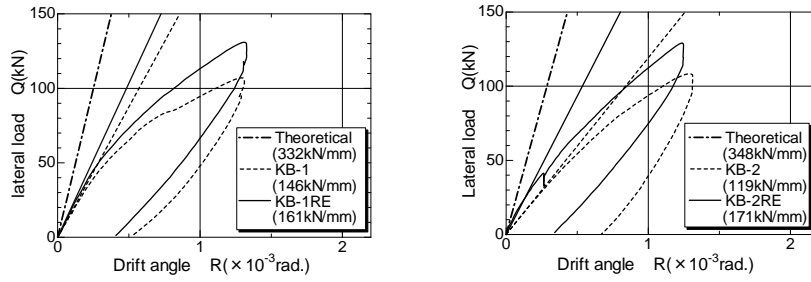 150
100
50
0
lateral load Q(kN)
Theoretical
(332kN/mm)
KB-1
(146kN/mm)
KB-1RE
(161kN/mm)
0 1 2
Drift angle R(×10-3rad.)
150
100
50
0
Lateral load Q(kN)
Theoretical
(348kN/mm)
KB-2
(119kN/mm)
KB-2RE
(171kN/mm)
0 1 2
Drift angle R(×10-3rad.)